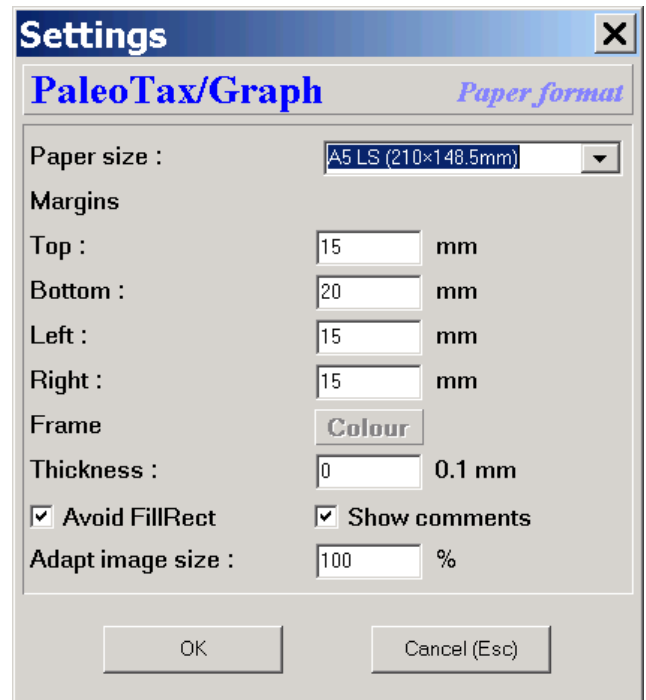 Settings
PaleoTax/Graph Paper format
Paper size : A5 LS (210×148.5mm)
Margins
Top : 15 mm
Bottom : 20 mm
Left : 15 mm
Right : 15 mm
Frame Colour
Thickness : 0 0.1 mm
Avoid FillRect Show comments
Adapt image size : 100 %
OK Cancel (Esc)